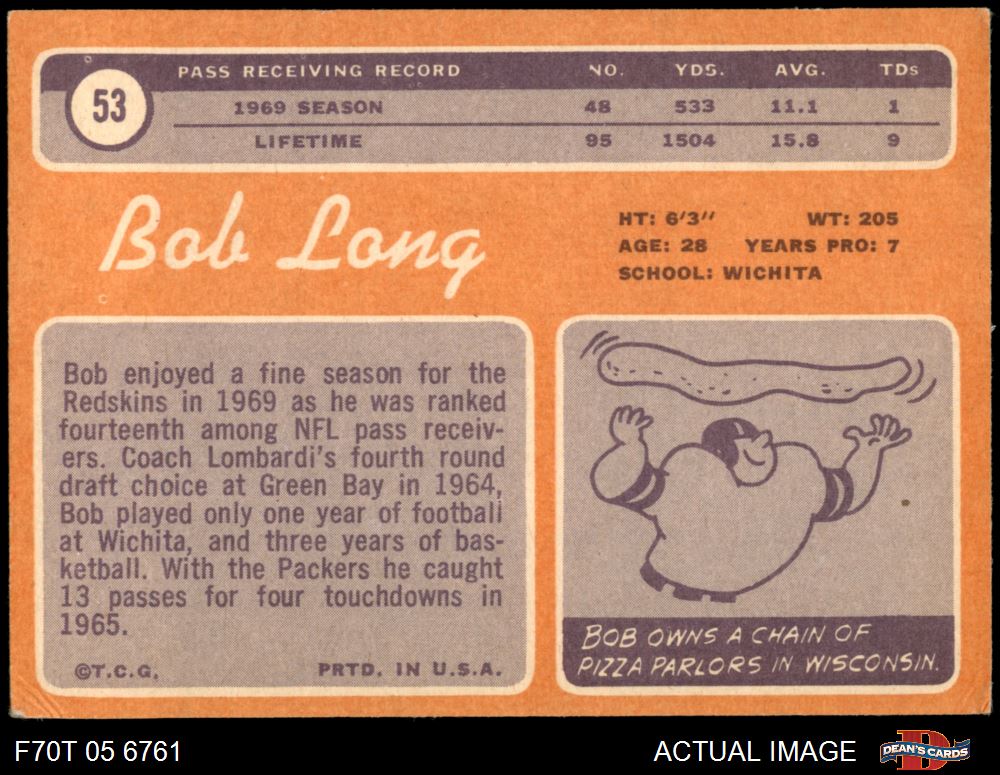 53
PASS RECEIVING RECORD NO. YDS. AVG. TDs
1969 SEASON 48 533 11.1 1
LIFETIME 95 1504 15.8 9
Bob Long
HT: 6'3" WT: 205
AGE: 28 YEARS PRO: 7
SCHOOL: WICHITA
Bob enjoyed a fine season for the
Redskins in 1969 as he was ranked
fourteenth among NFL pass receiv-
ers. Coach Lombardi's fourth round
draft choice at Green Bay in 1964,
Bob played only one year of football
at Wichita, and three years of bas-
ketball. With the Packers he caught
13 passes for four touchdowns in
1965.
©T.C.G. PRTD. IN U.S.A.
BOB OWNS A CHAIN OF
PIZZA PARLORS IN WISCONSIN.
F70T 05 6761 ACTUAL IMAGE DEAN'S CARDS